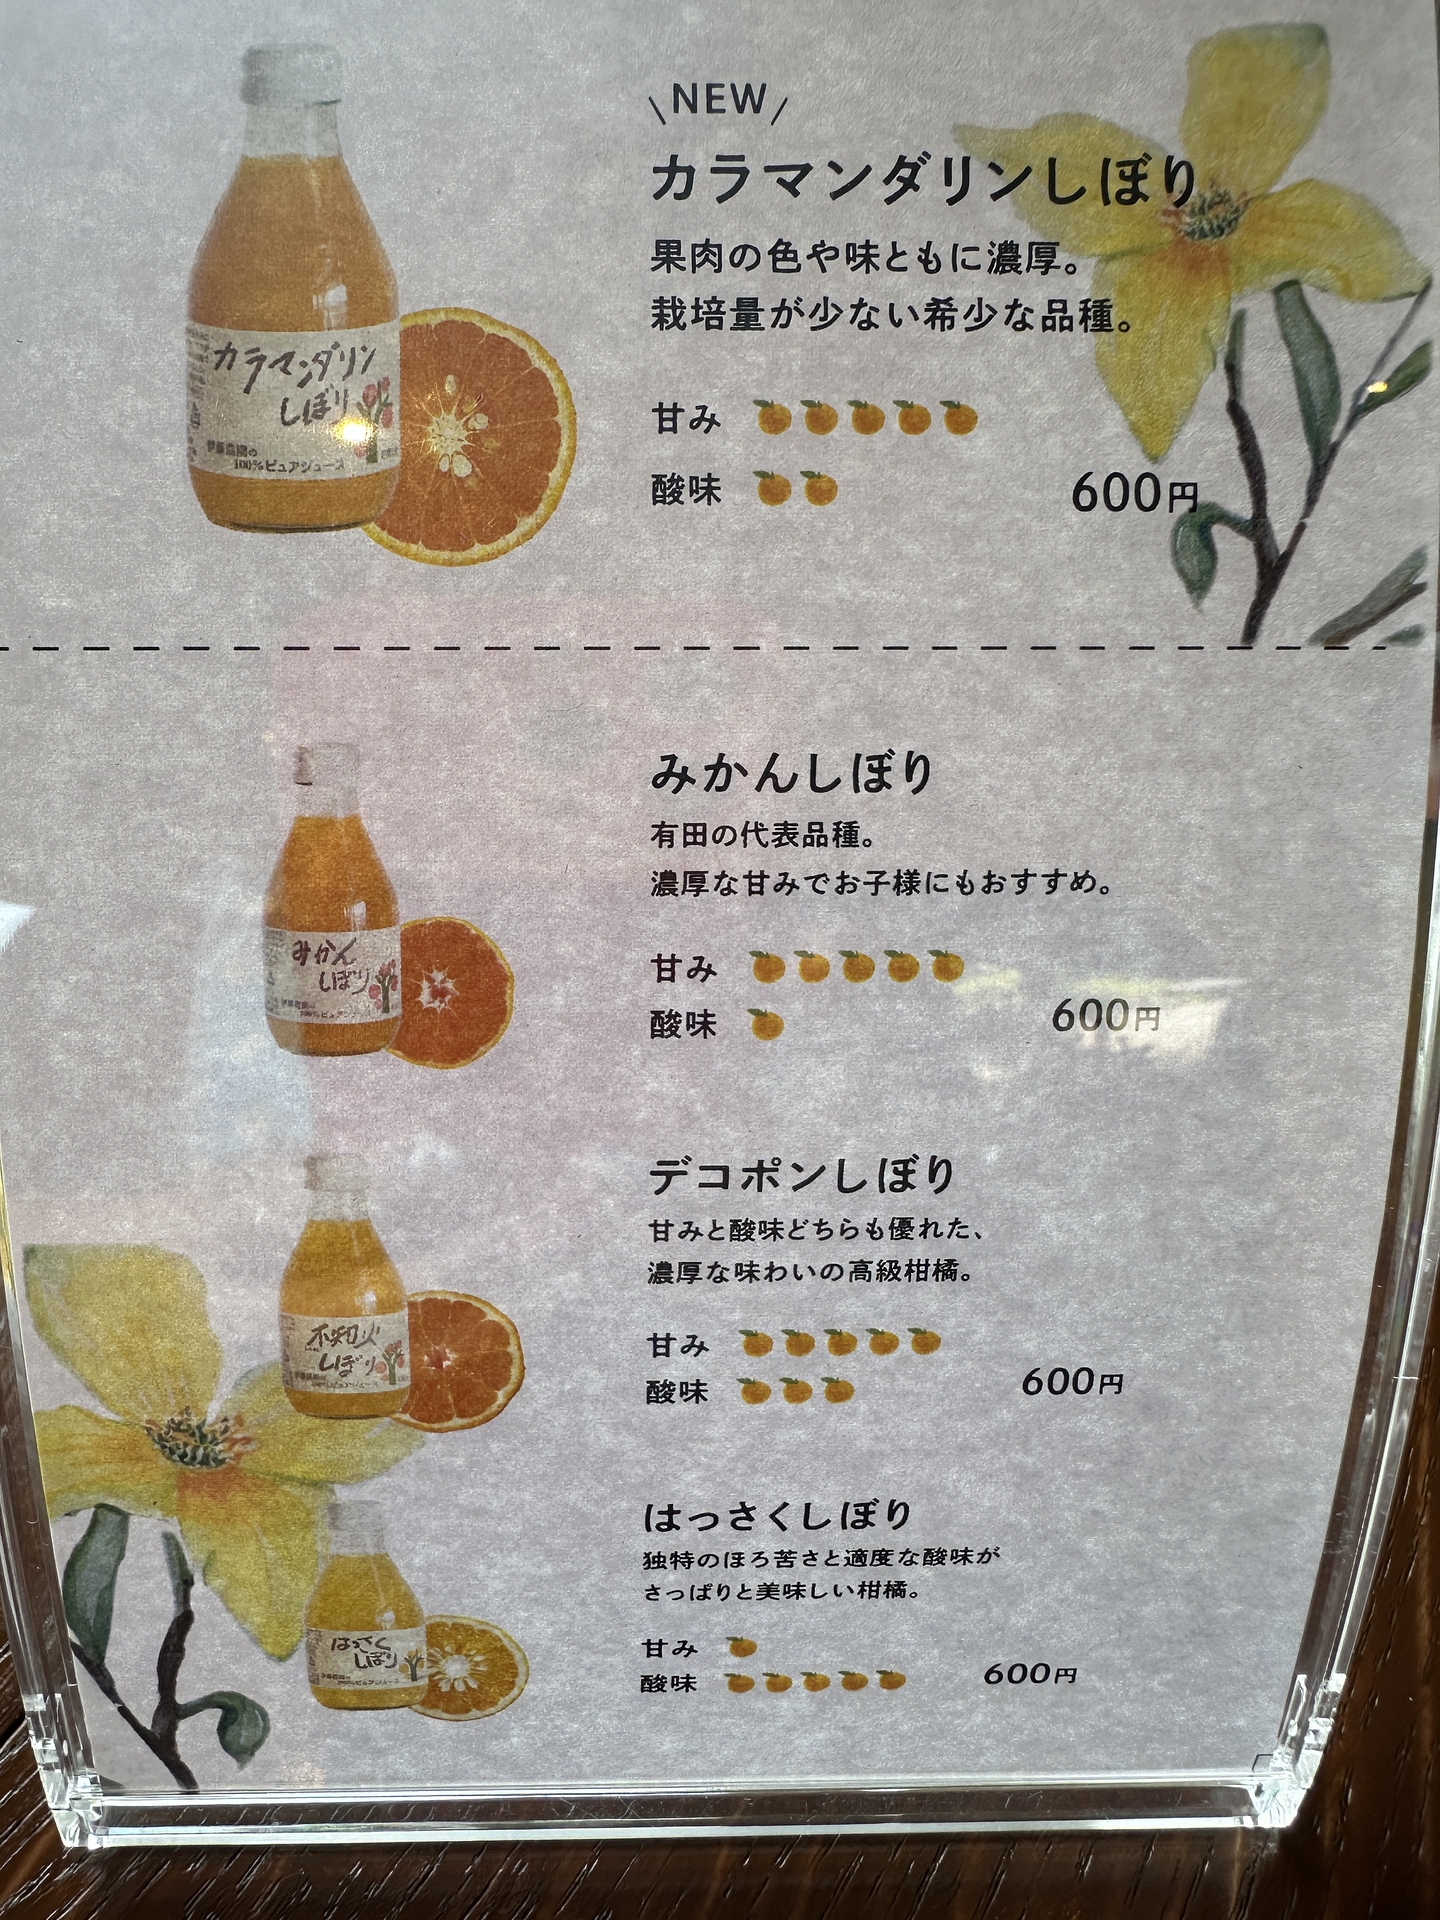 NEW
カラマンダリンしぼり
果肉の色や味ともに濃厚。
栽培量が少ない希少な品種。
甘み
酸味
600円
カラマンダリン
しぼり
伊藤農園の
100%ピュアジュース
みかんしぼり
有田の代表品種。
濃厚な甘みでお子様にもおすすめ。
甘み
酸味
600円
みかん
しぼり
デコポンしぼり
甘みと酸味どちらも優れた、
濃厚な味わいの高級柑橘。
甘み
酸味
600円
不知火
しぼり
はっさくしぼり
独特のほろ苦さと適度な酸味が
さっぱりと美味しい柑橘。
甘み
酸味
600円
はっさく
しぼり